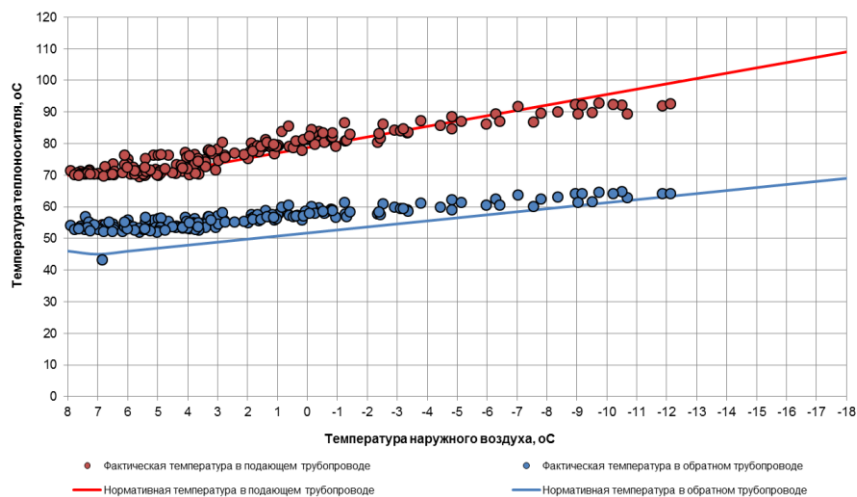 120
110
100
90
80
70
60
50
40
30
20
10
0
Температура теплоносителя, оС
8 7 6 5 4 3 2 1 0 -1 -2 -3 -4 -5 -6 -7 -8 -9 -10 -11 -12 -13 -14 -15 -16 -17 -18
Температура наружного воздуха, оС
Фактическая температура в подающем трубопроводе Фактическая температура в обратном трубопроводе
Нормативная температура в подающем трубопроводе Нормативная температура в обратном трубопроводе